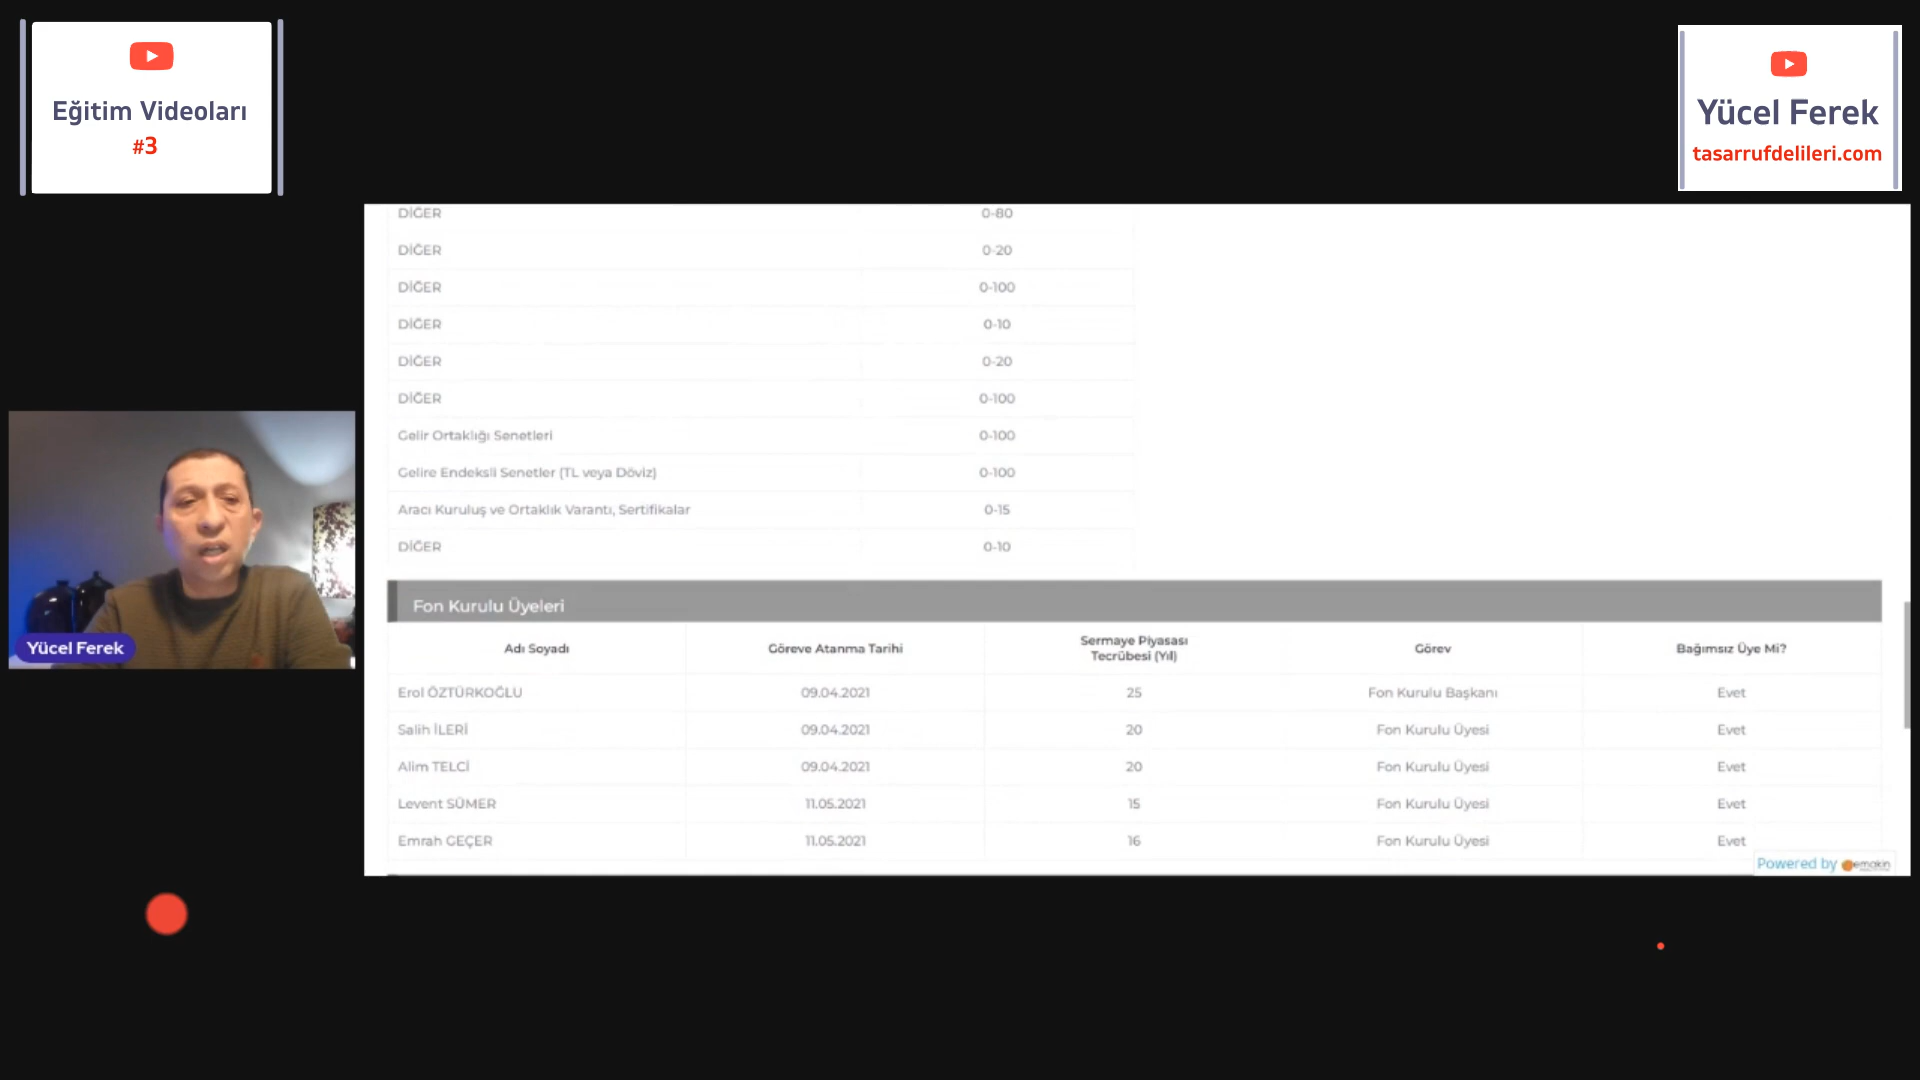 Eğitim Videoları
#3
Yücel Ferek
tasarrufdelileri.com
DİĞER 0-80
DİĞER 0-20
DİĞER 0-100
DİĞER 0-10
DİĞER 0-20
DİĞER 0-100
Gelir Ortaklığı Senetleri 0-100
Gelire Endeksli Senetler (TL veya Döviz) 0-100
Aracı Kuruluş ve Ortaklık Varantı, Sertifikalar 0-15
DİĞER 0-10
Fon Kurulu Üyeleri
Adı Soyadı Göreve Atanma Tarihi Sermaye Piyasası Tecrübesi (Yıl) Görev Bağımsız Üye Mi?
Erol ÖZTÜRKOĞLU 09.04.2021 25 Fon Kurulu Başkanı Evet
Salih İLERİ 09.04.2021 20 Fon Kurulu Üyesi Evet
Alim TELCİ 09.04.2021 20 Fon Kurulu Üyesi Evet
Levent SÜMER 11.05.2021 15 Fon Kurulu Üyesi Evet
Emrah GEÇER 11.05.2021 16 Fon Kurulu Üyesi Evet
Powered by emakin
Yücel Ferek